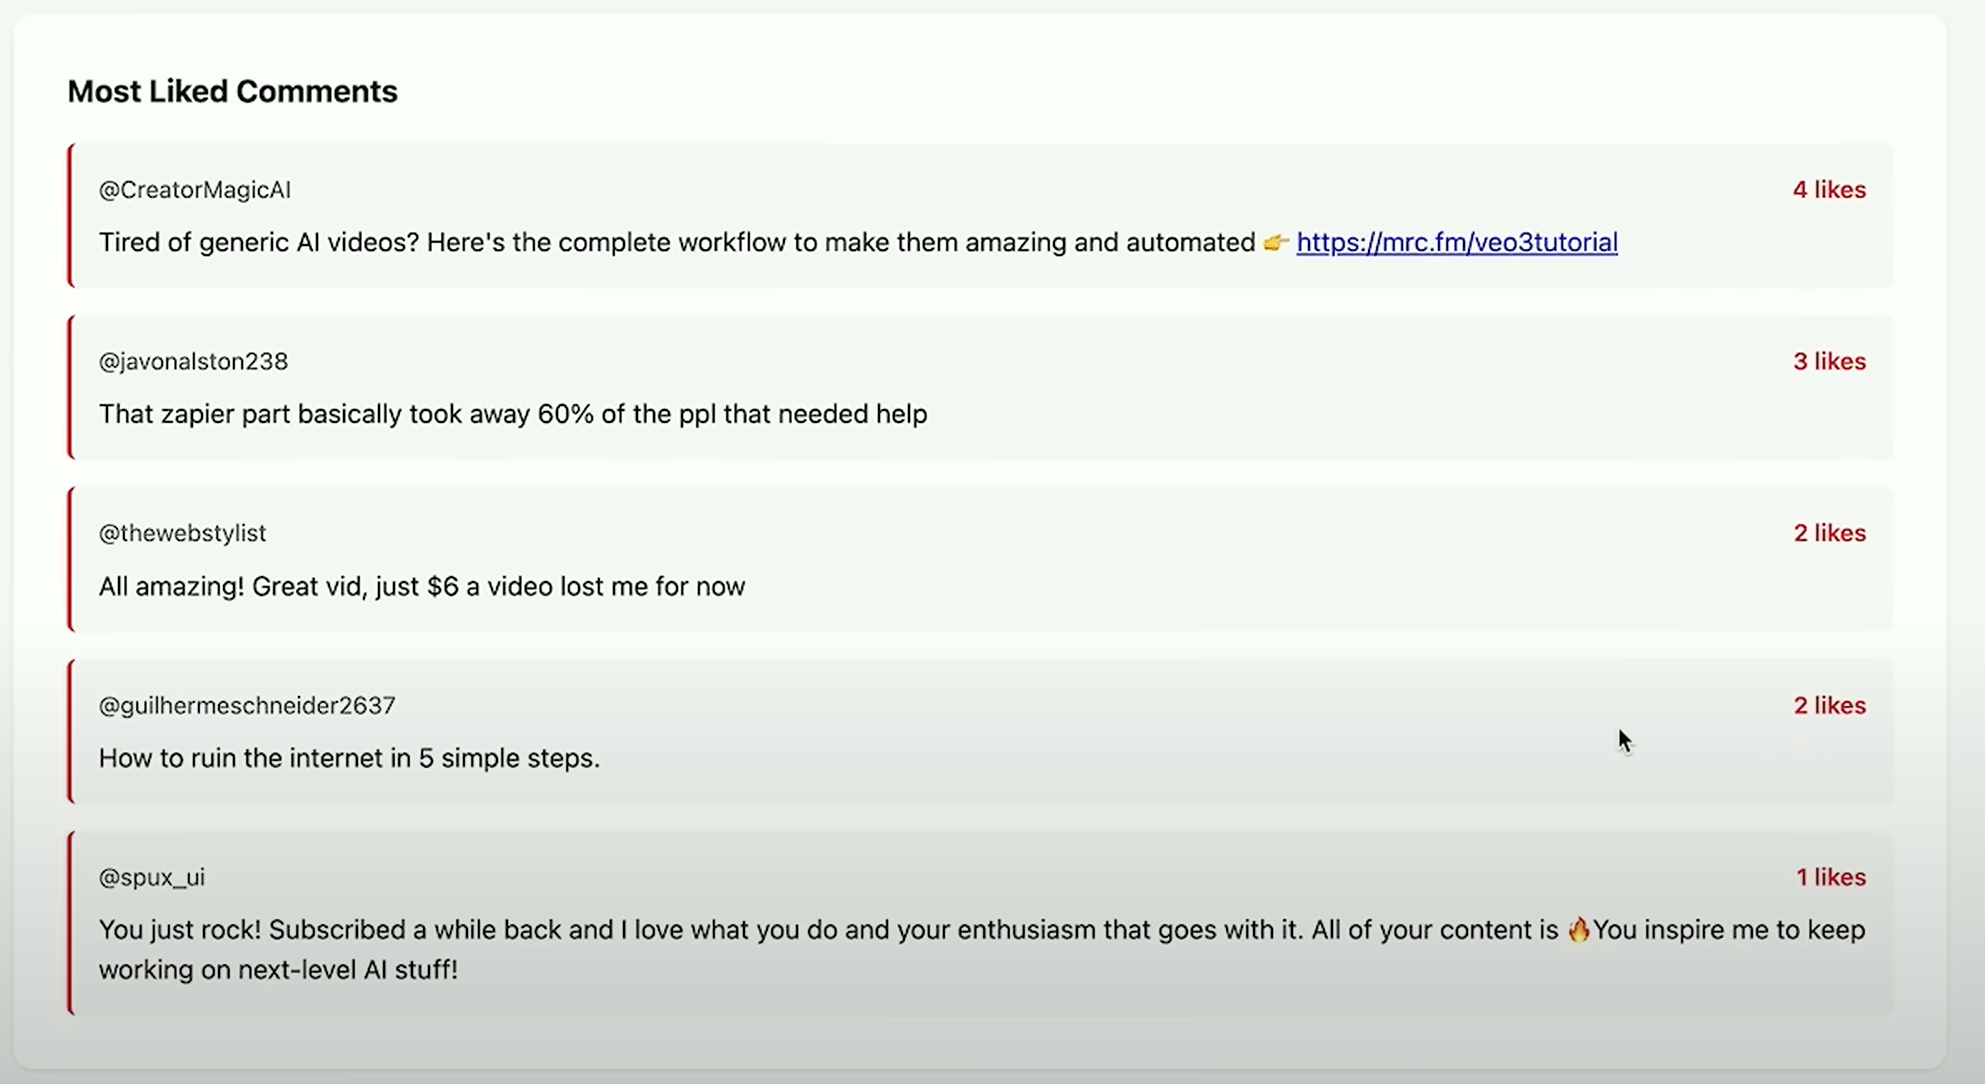 Most Liked Comments
@CreatorMagicAI
4 likes
Tired of generic AI videos? Here's the complete workflow to make them amazing and automated 👉 https://mrc.fm/veo3tutorial
@javonalston238
3 likes
That zapier part basically took away 60% of the ppl that needed help
@thewebstylist
2 likes
All amazing! Great vid, just $6 a video lost me for now
@guilhermeschneider2637
2 likes
How to ruin the internet in 5 simple steps.
@spux_ui
1 likes
You just rock! Subscribed a while back and I love what you do and your enthusiasm that goes with it. All of your content is 🔥You inspire me to keep
working on next-level AI stuff!